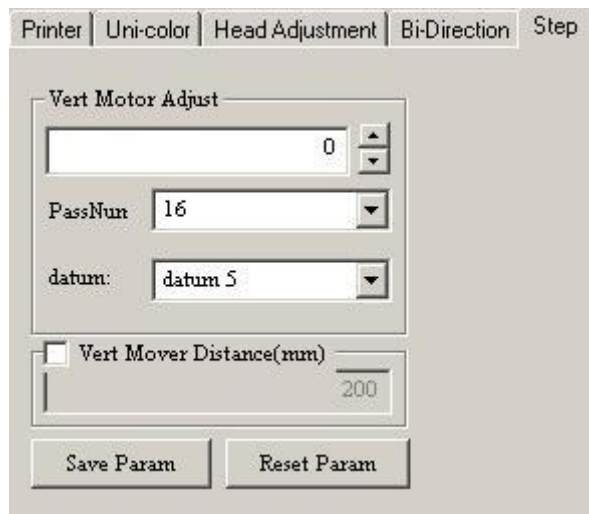 Printer Uni-color Head Adjustment Bi-Direction Step
Vert Motor Adjust
0
PassNun 16
datum: datum 5
Vert Mover Distance(mm)
200
Save Param Reset Param